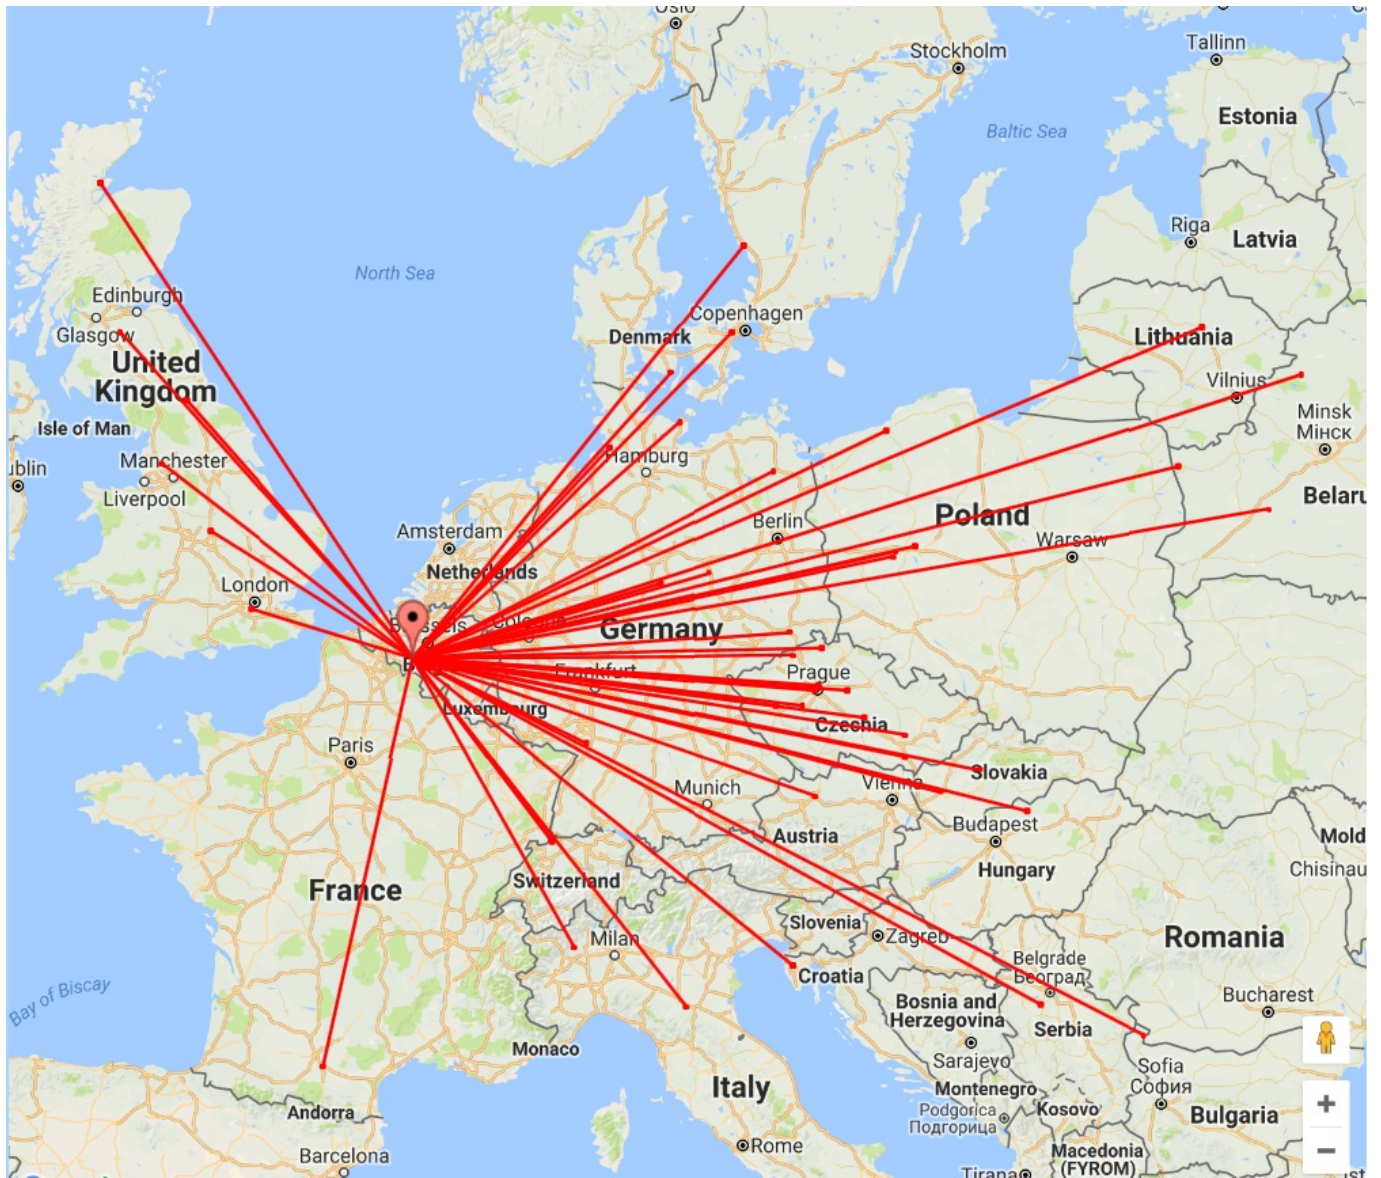 Oslo
Stockholm
Tallinn
Estonia
Baltic Sea
Riga
Latvia
North Sea
Edinburgh
Glasgow
Copenhagen
Denmark
Lithuania
United
Kingdom
Vilnius
Minsk
Мінск
Isle of Man
Manchester
Hamburg
Liverpool
ublin
Belaru
Poland
Amsterdam
Berlin
Warsaw
Netherlands
London
Brussels
Germany
Frankfurt
Prague
Luxembourg
Czechia
Paris
Slovakia
Munich
Vienna
Budapest
Austria
Mold
Chisinau
Hungary
Switzerland
France
Slovenia
Zagreb
Romania
Milan
Belgrade
Београд
Croatia
Bay of Biscay
Bosnia and
Herzegovina
Bucharest
Serbia
Monaco
Sarajevo
Sofia
София
Italy
Montenegro
Andorra
Podgorica
Подгорица
Kosovo
Bulgaria
Rome
Macedonia
(FYROM)
Barcelona
Tirana
+
−